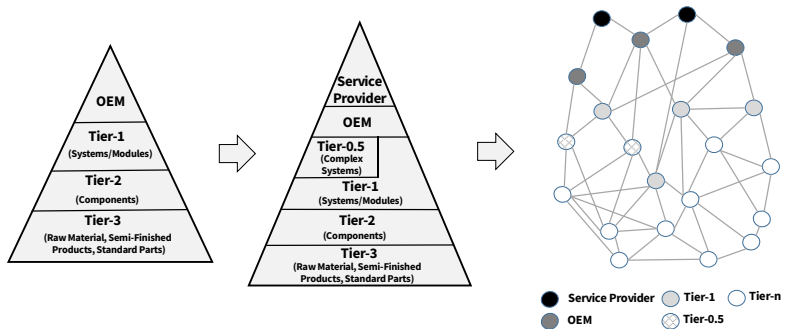 OEM
Tier-1
(Systems/Modules)
Tier-2
(Components)
Tier-3
(Raw Material, Semi-Finished
Products, Standard Parts)
Service
Provider
OEM
Tier-0.5
(Complex
Systems)
Tier-1
(Systems/Modules)
Tier-2
(Components)
Tier-3
(Raw Material, Semi-Finished
Products, Standard Parts)
Service Provider
Tier-1
Tier-n
OEM
Tier-0.5